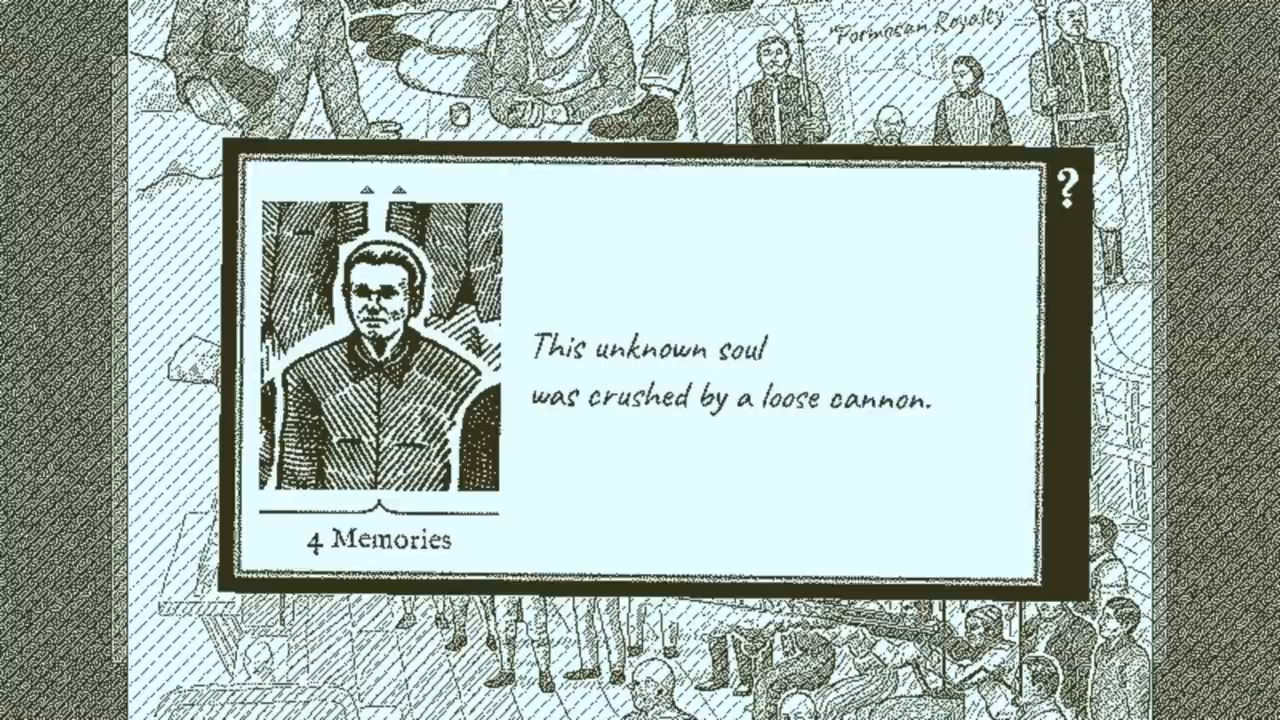 "Formosan Royalty"
?
This unknown soul
was crushed by a loose cannon.
4 Memories